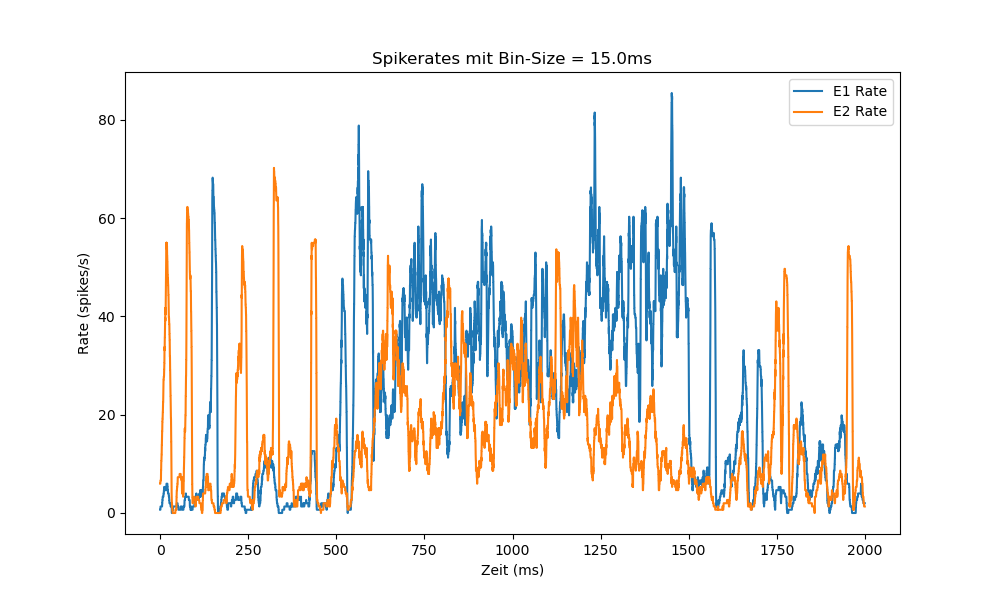 Spikerates mit Bin-Size = 15.0ms
E1 Rate
E2 Rate
80
60
40
20
0
Rate (spikes/s)
0 250 500 750 1000 1250 1500 1750 2000
Zeit (ms)